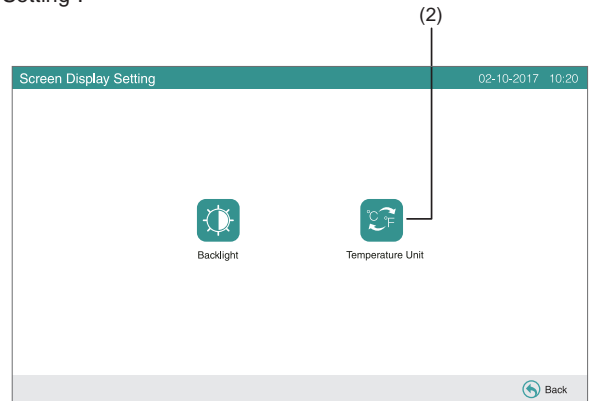 Setting".
(2)
Screen Display Setting 02-10-2017 10:20
°C °F
Backlight Temperature Unit
Back